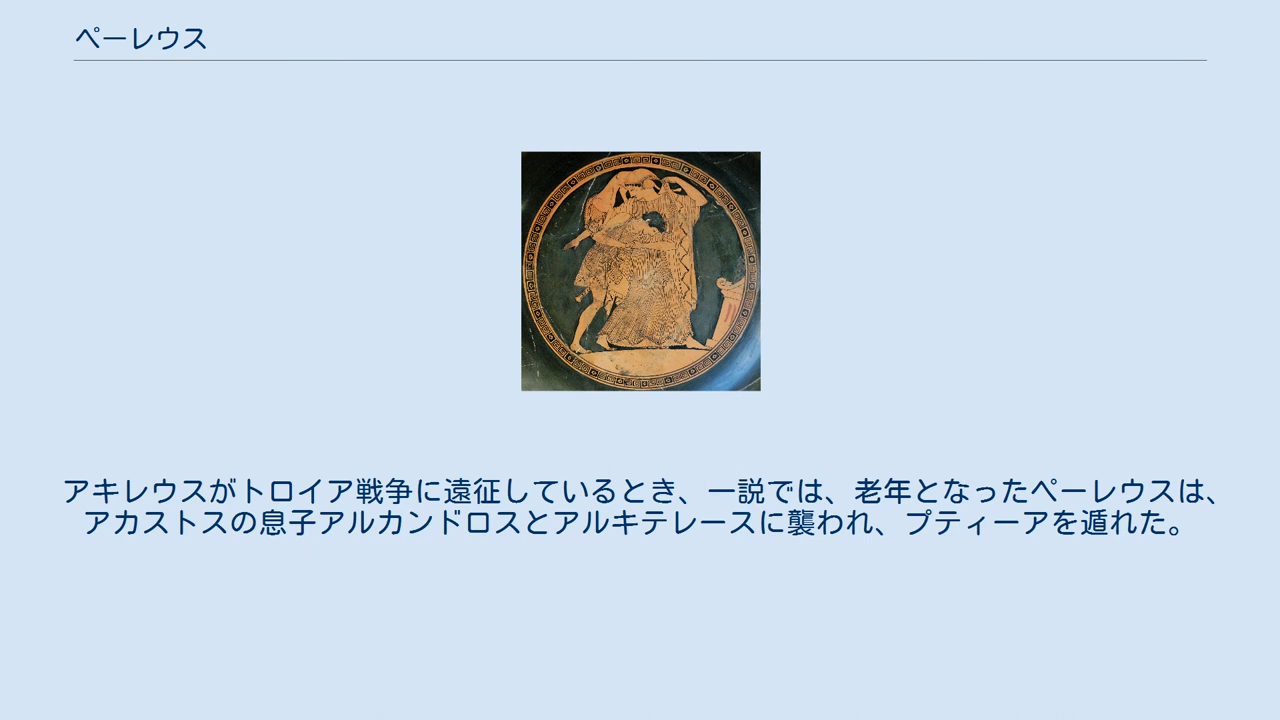 ペーレウス
アキレウスがトロイア戦争に遠征しているとき、一説では、老年となったペーレウスは、
アカストスの息子アルカンドロスとアルキテレースに襲われ、プティーアを遁れた。